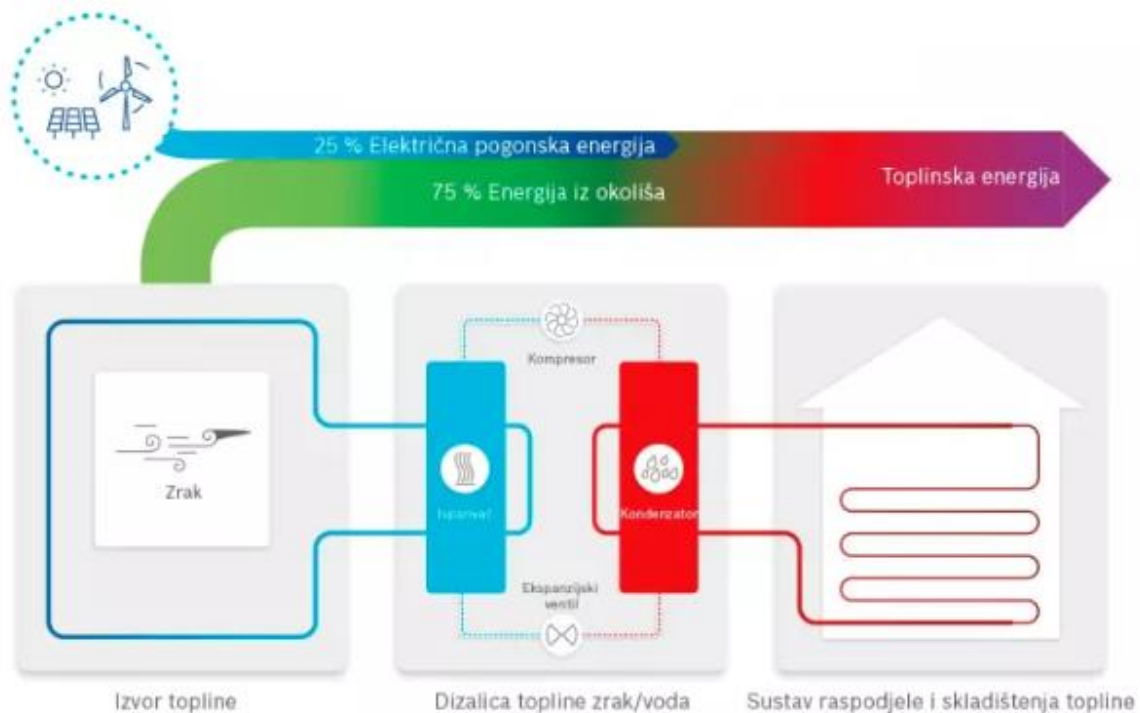 25 % Električna pogonska energija
75 % Energija iz okoliša
Toplinska energija
Zrak
Kompresor
Isparivač
Kondenzator
Ekspanzijski
ventil
Izvor topline
Dizalica topline zrak/voda
Sustav raspodjele i skladištenja topline